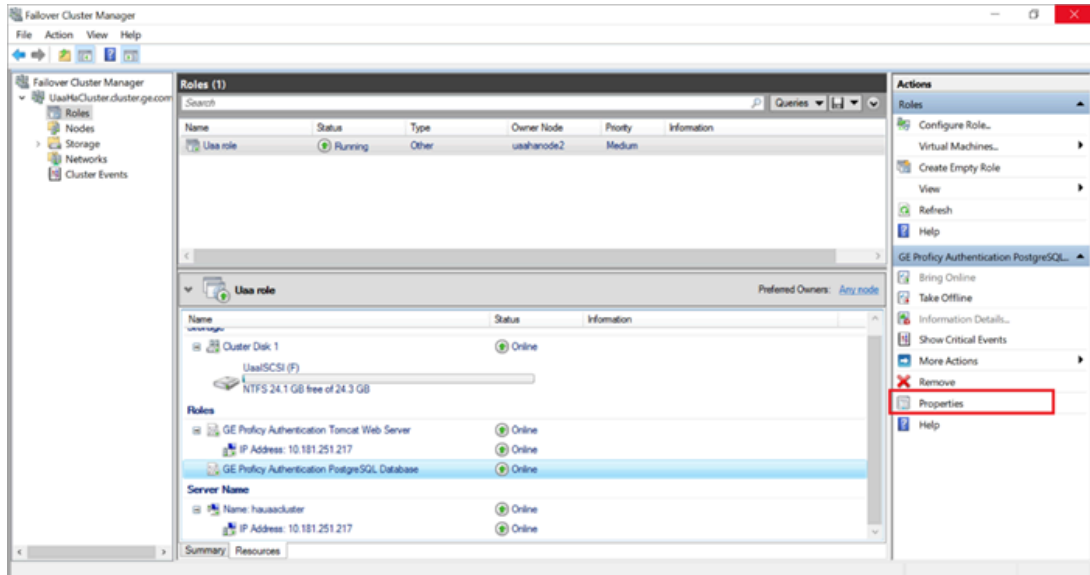 Failover Cluster Manager
File Action View Help
Failover Cluster Manager
UaaHaCluster.cluster.ge.com
Roles
Nodes
Storage
Networks
Cluster Events
Roles (1)
Search
Queries
Name Status Type Owner Node Priority Information
Uaa role Running Other uaahanode2 Medium
Uaa role Preferred Owners: Any node
Name Status Information
Storage
Cluster Disk 1 Online
UaaISCSI (F)
NTFS 24.1 GB free of 24.3 GB
Roles
GE Proficy Authentication Tomcat Web Server Online
IP Address: 10.181.251.217 Online
GE Proficy Authentication PostgreSQL Database Online
Server Name
Name: hauaacluster Online
IP Address: 10.181.251.217 Online
Summary Resources
Actions
Roles
Configure Role...
Virtual Machines...
Create Empty Role
View
Refresh
Help
GE Proficy Authentication PostgreSQL...
Bring Online
Take Offline
Information Details...
Show Critical Events
More Actions
Remove
Properties
Help